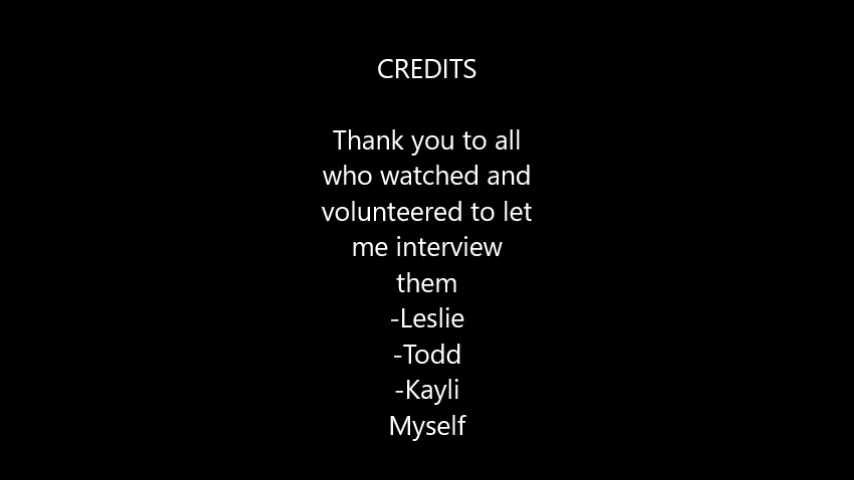 CREDITS
Thank you to all
who watched and
volunteered to let
me interview
them
-Leslie
-Todd
-Kayli
Myself